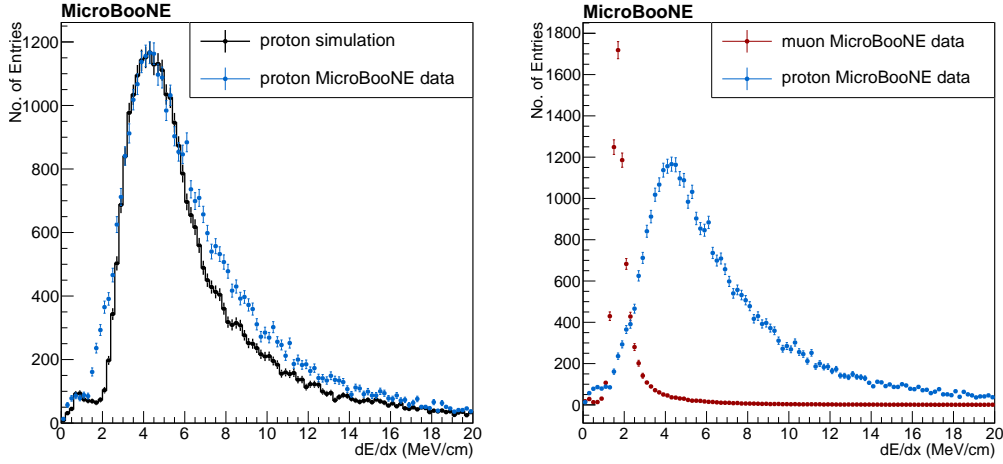 MicroBooNE
No. of Entries
1200
1000
800
600
400
200
0
proton simulation
proton MicroBooNE data
0 2 4 6 8 10 12 14 16 18 20
dE/dx (MeV/cm)
MicroBooNE
No. of Entries
1800
1600
1400
1200
1000
800
600
400
200
0
muon MicroBooNE data
proton MicroBooNE data
0 2 4 6 8 10 12 14 16 18 20
dE/dx (MeV/cm)